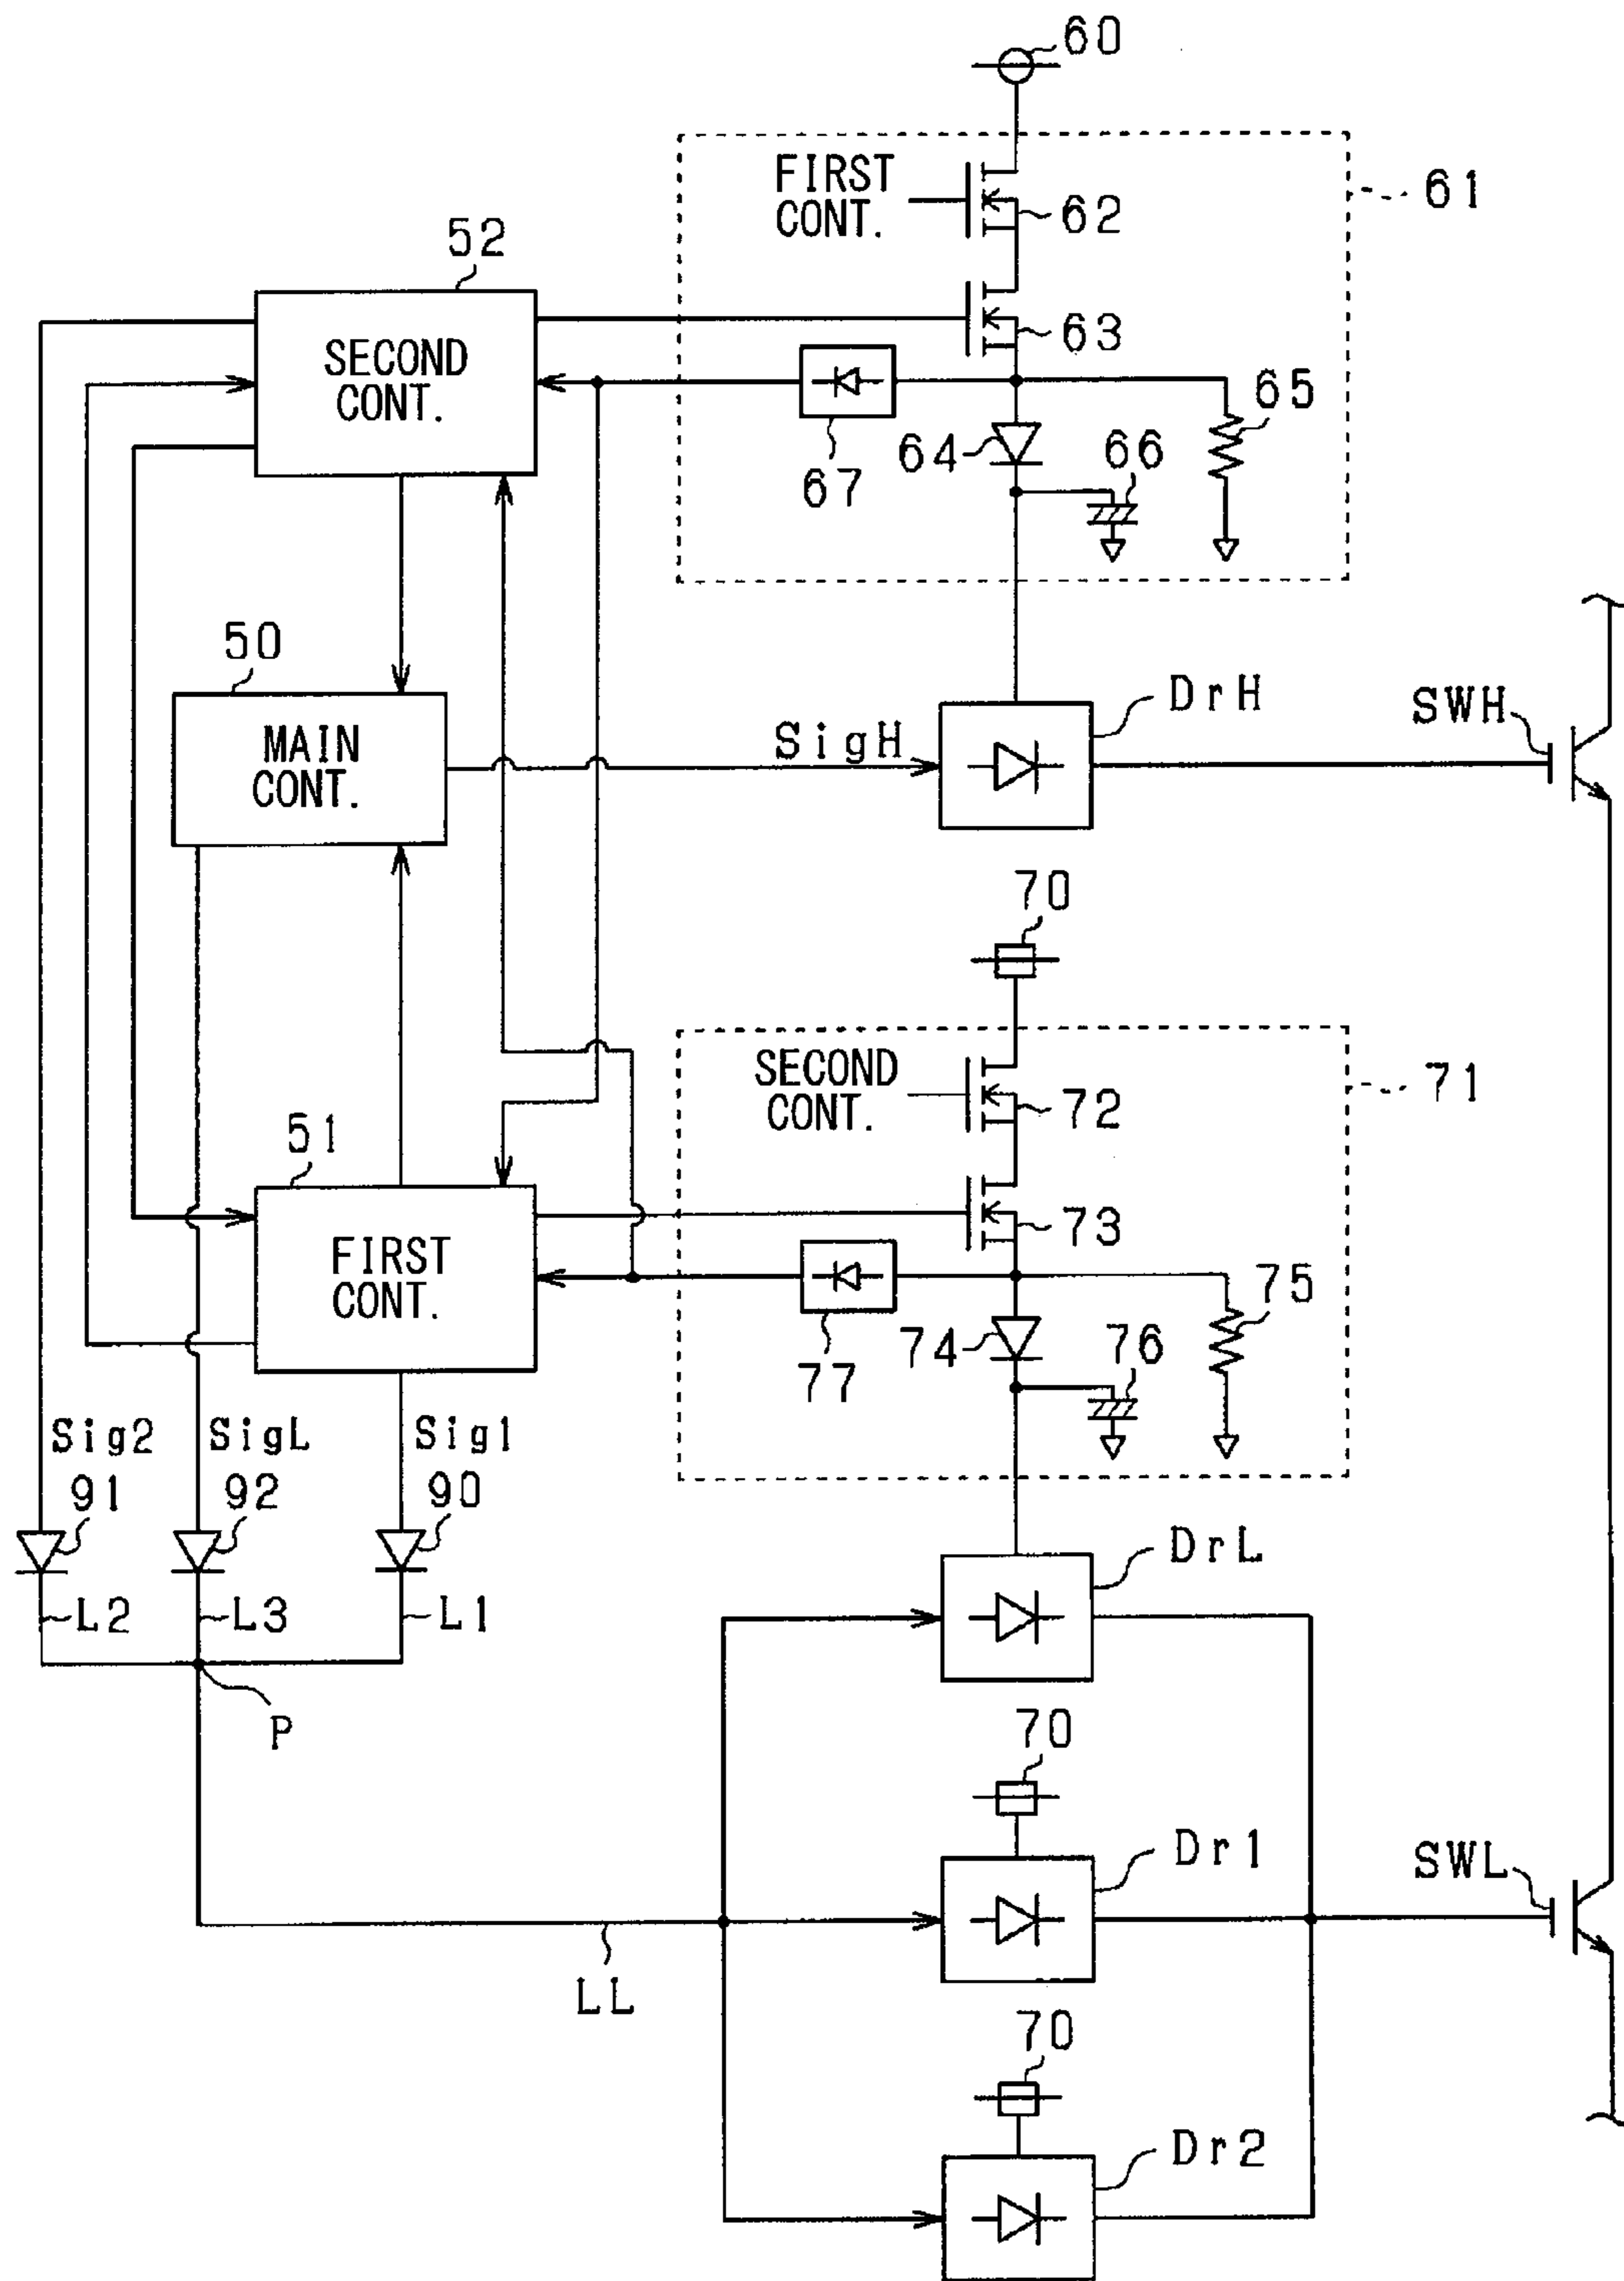 60
FIRST
CONT.
61
62
52
SECOND
CONT.
63
65
64
66
67
50
MAIN
CONT.
SigH
DrH
SWH
70
SECOND
CONT.
71
72
51
FIRST
CONT.
73
75
74
76
77
Sig2
SigL
Sig1
91
92
90
DrL
L2
L3
L1
P
70
Dr1
SWL
LL
70
Dr2